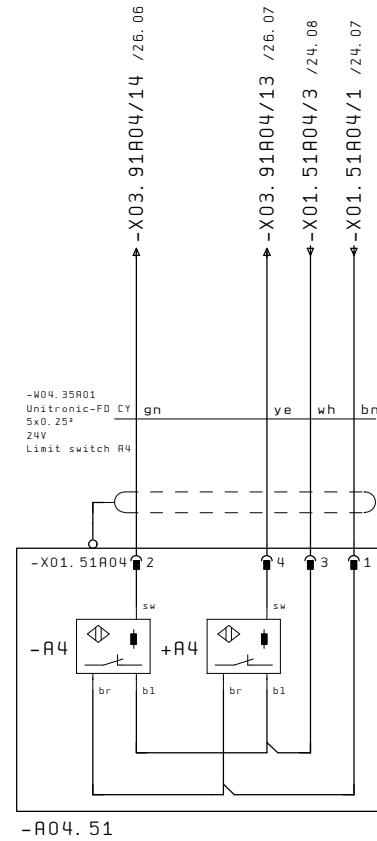 -X03.91A04/14 /26.06
-X03.91A04/13 /26.07
-X01.51A04/3 /24.08
-X01.51A04/1 /24.07
-W04.35A01
Unitronic-FD CY
5x0.25²
24V
Limit switch A4
gn
ye
wh
bn
-X01.51A04
2
4
3
1
sw
sw
-A4
+A4
br
bl
br
bl
-A04.51